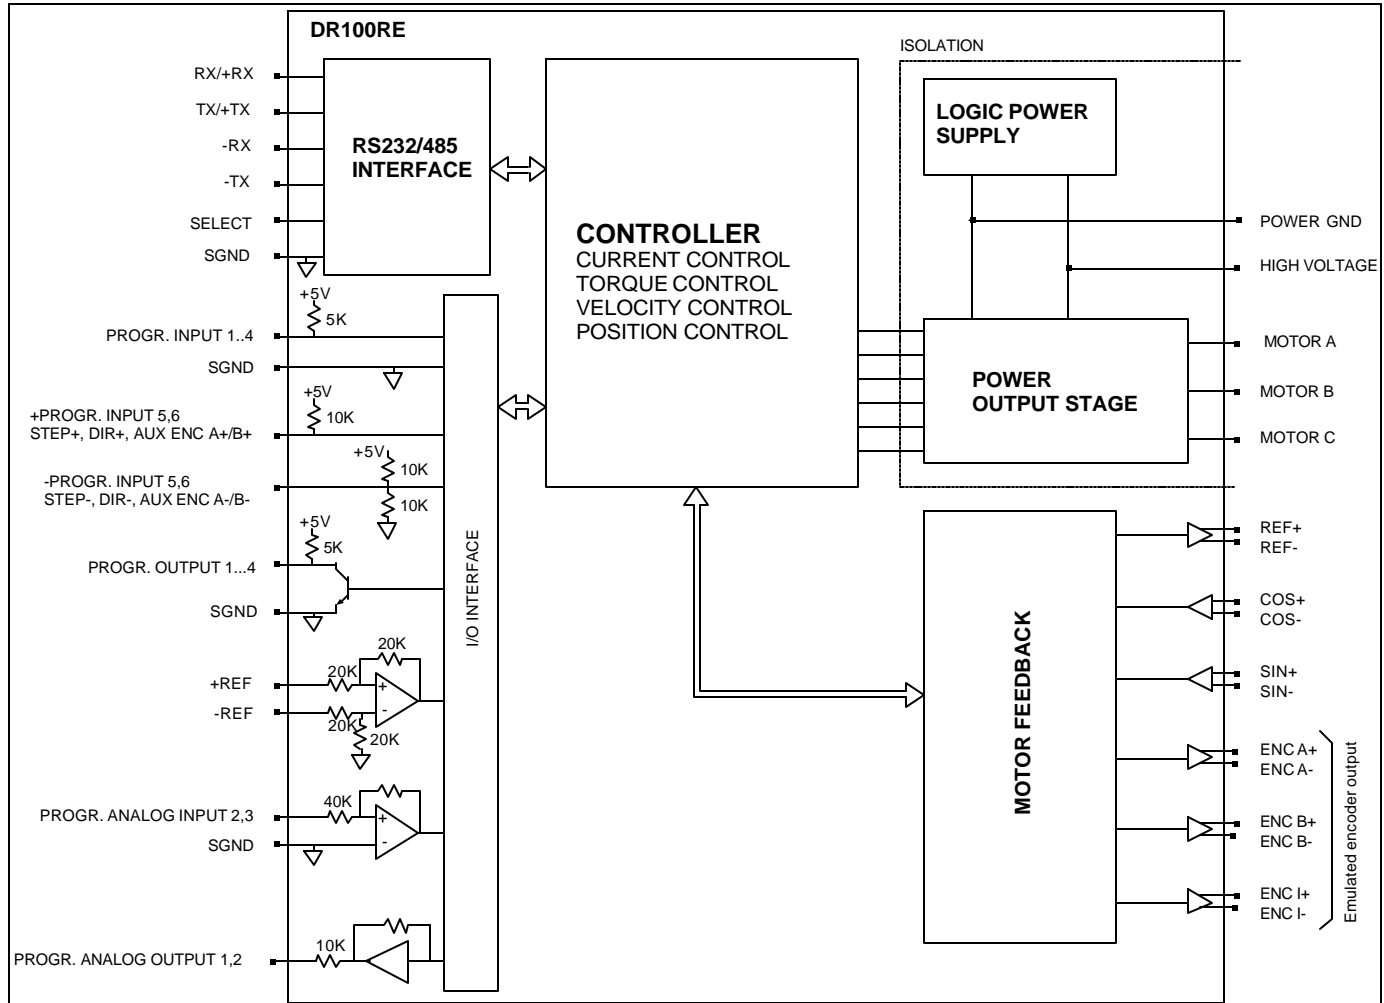 DR100RE
ISOLATION
RX/+RX
TX/+TX
-RX
-TX
SELECT
SGND
RS232/485
INTERFACE
CONTROLLER
CURRENT CONTROL
TORQUE CONTROL
VELOCITY CONTROL
POSITION CONTROL
LOGIC POWER
SUPPLY
POWER GND
HIGH VOLTAGE
POWER
OUTPUT STAGE
MOTOR A
MOTOR B
MOTOR C
+5V
5K
PROGR. INPUT 1..4
SGND
+5V
10K
+PROGR. INPUT 5,6
STEP+, DIR+, AUX ENC A+/B+
+5V
10K
10K
-PROGR. INPUT 5,6
STEP-, DIR-, AUX ENC A-/B-
+5V
5K
PROGR. OUTPUT 1...4
SGND
20K
20K
+
-
20K
20K
+REF
-REF
40K
+
-
PROGR. ANALOG INPUT 2,3
SGND
10K
PROGR. ANALOG OUTPUT 1,2
I/O INTERFACE
MOTOR FEEDBACK
REF+
REF-
COS+
COS-
SIN+
SIN-
ENC A+
ENC A-
ENC B+
ENC B-
ENC I+
ENC I-
Emulated encoder output